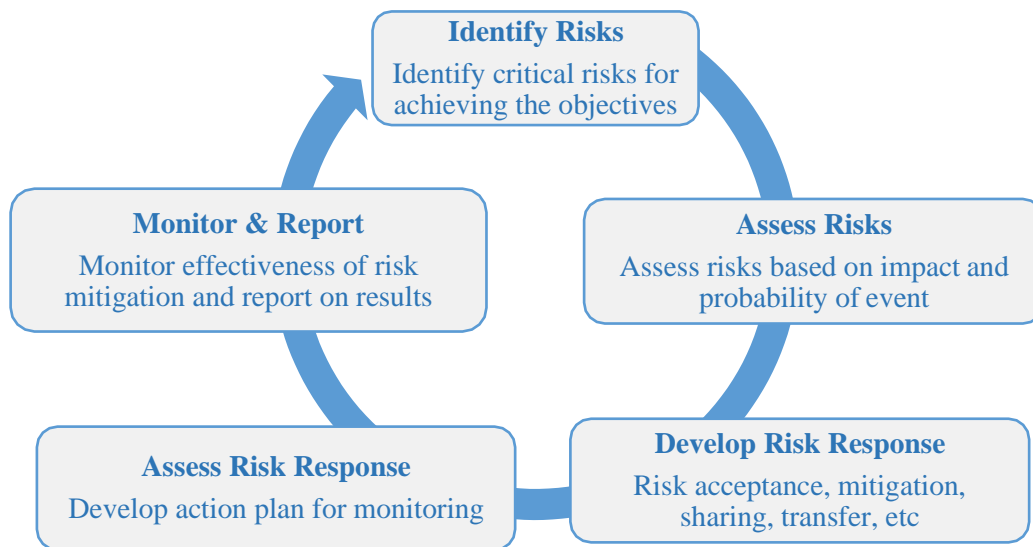 Identify Risks
Identify critical risks for
achieving the objectives
Assess Risks
Assess risks based on impact and
probability of event
Develop Risk Response
Risk acceptance, mitigation,
sharing, transfer, etc
Assess Risk Response
Develop action plan for monitoring
Monitor & Report
Monitor effectiveness of risk
mitigation and report on results